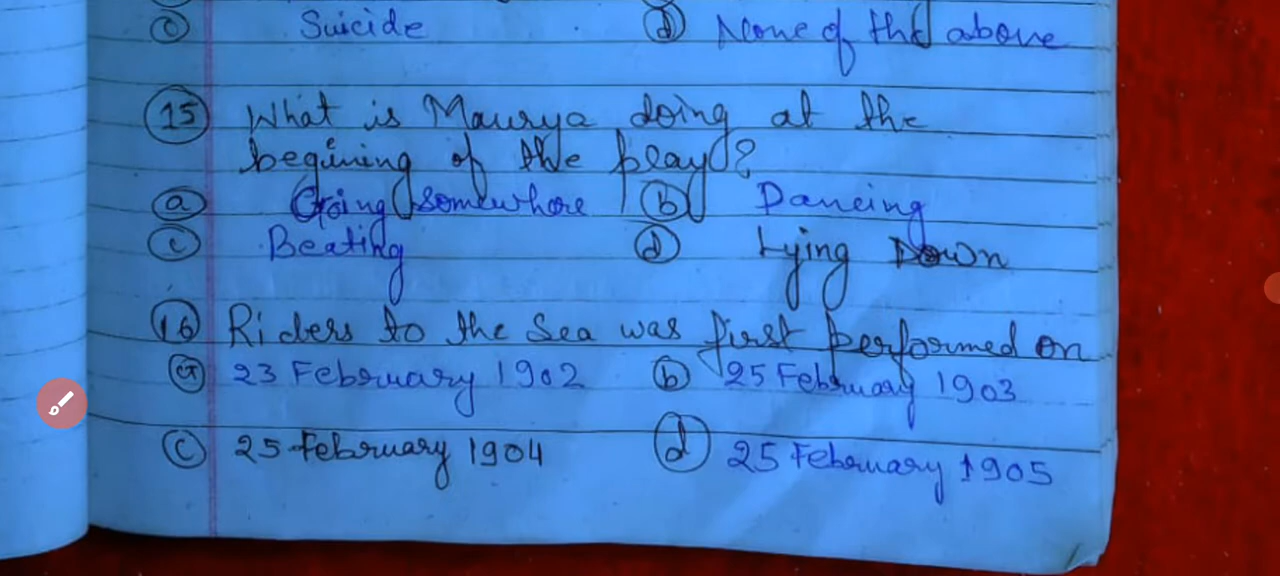 c Suicide d None of the above
15 What is Maurya doing at the
begining of the play?
a Going somewhere b Dancing
c Beating d Lying Down
16 Riders to the Sea was first performed on
a 23 February 1902 b 25 February 1903
c 25 February 1904 d 25 February 1905